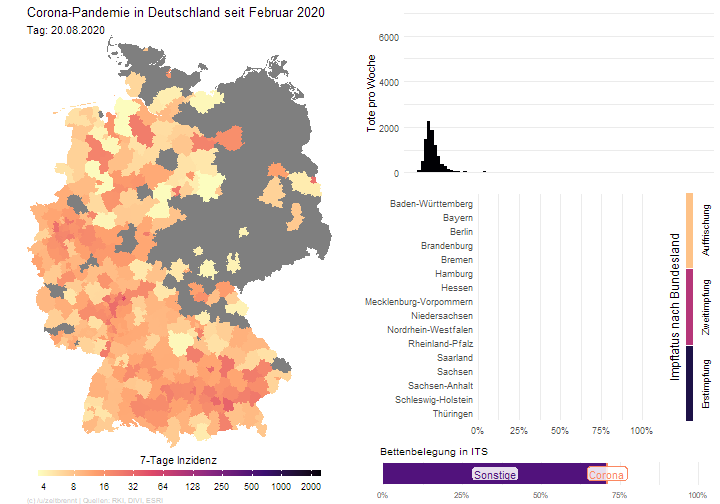 Corona-Pandemie in Deutschland seit Februar 2020
Tag: 20.08.2020
7-Tage Inzidenz
4 8 16 32 64 125 250 500 1000 2000
(c) | u/zeitbrennt | Quellen: RKI, DIVI, ESRI
Tote pro Woche
6000
4000
2000
0
Baden-Württemberg
Bayern
Berlin
Brandenburg
Bremen
Hamburg
Hessen
Mecklenburg-Vorpommern
Niedersachsen
Nordrhein-Westfalen
Rheinland-Pfalz
Saarland
Sachsen
Sachsen-Anhalt
Schleswig-Holstein
Thüringen
0% 25% 50% 75% 100%
Impfstatus nach Bundesland
Auffrischung
Zweitimpfung
Erstimpfung
Bettenbelegung in ITS
Sonstige
Corona
0% 25% 50% 75% 100%